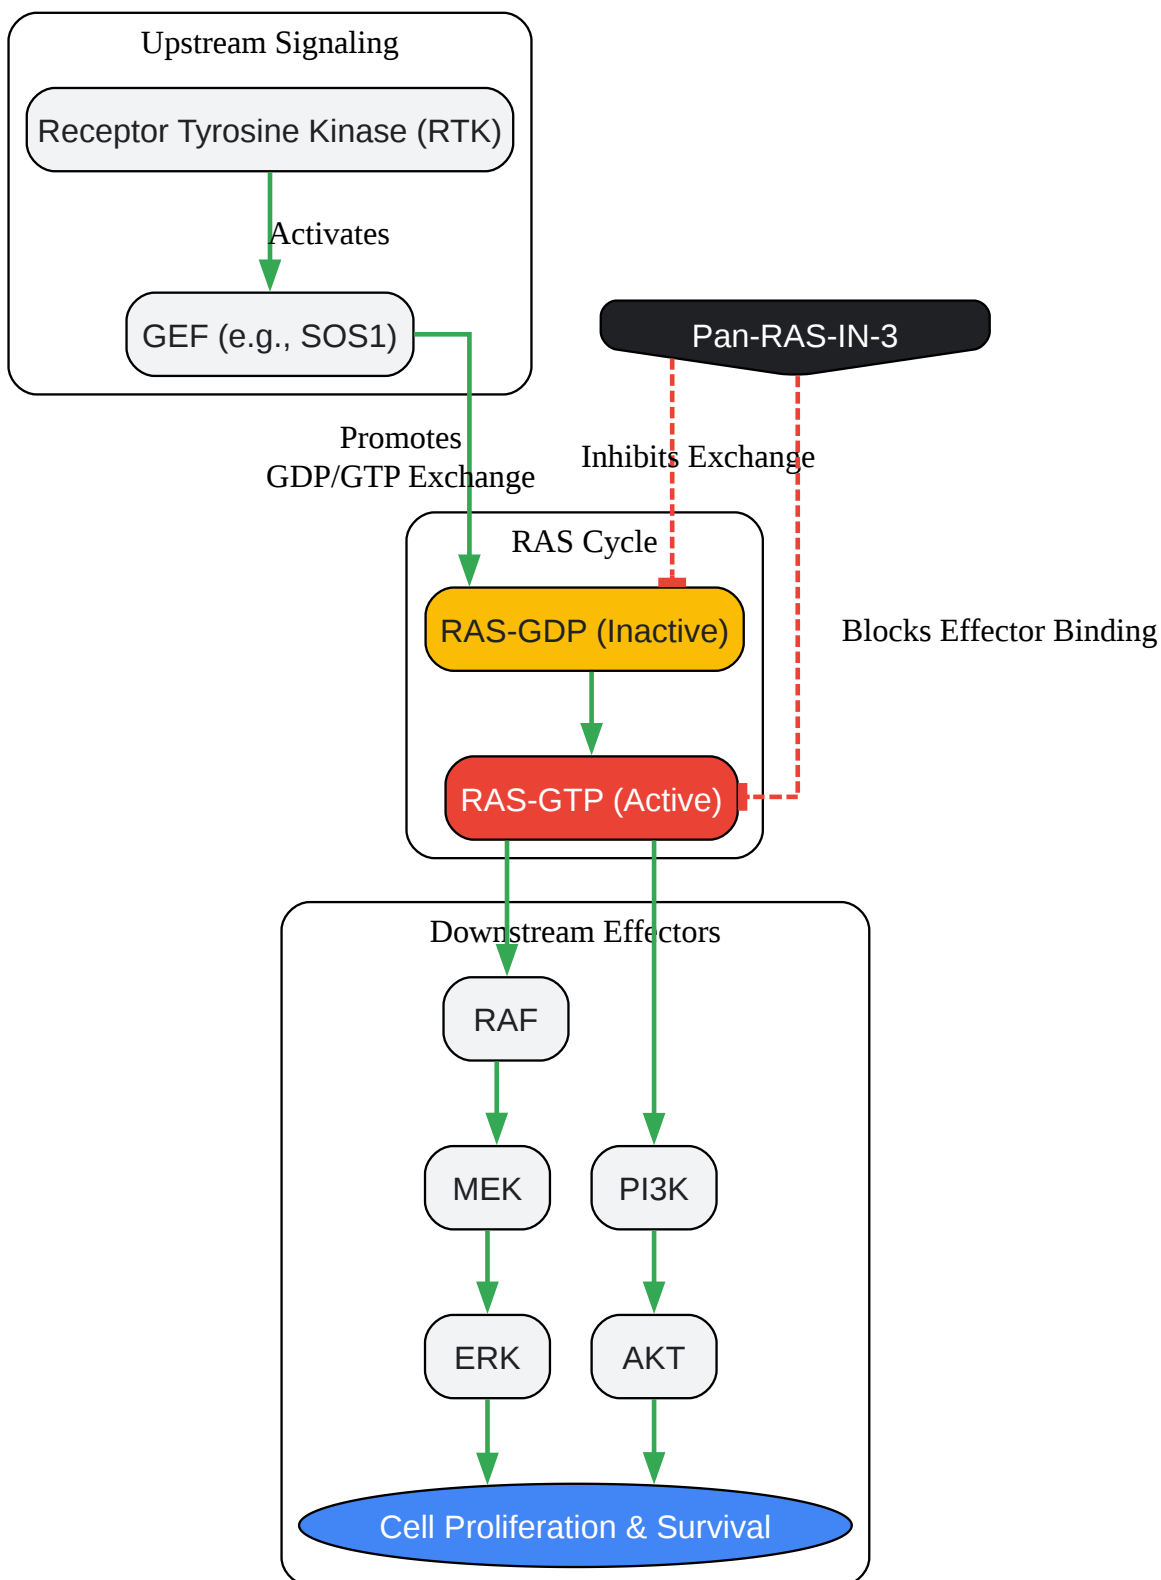 Upstream Signaling
Receptor Tyrosine Kinase (RTK)
Activates
GEF (e.g., SOS1)
Pan-RAS-IN-3
Promotes
GDP/GTP Exchange
Inhibits Exchange
RAS Cycle
RAS-GDP (Inactive)
Blocks Effector Binding
RAS-GTP (Active)
Downstream Effectors
RAF
MEK
PI3K
ERK
AKT
Cell Proliferation & Survival